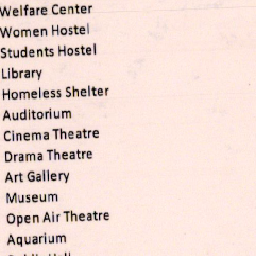 Welfare Center
Women Hostel
Students Hostel
Library
Homeless Shelter
Auditorium
Cinema Theatre
Drama Theatre
Art Gallery
Museum
Open Air Theatre
Aquarium